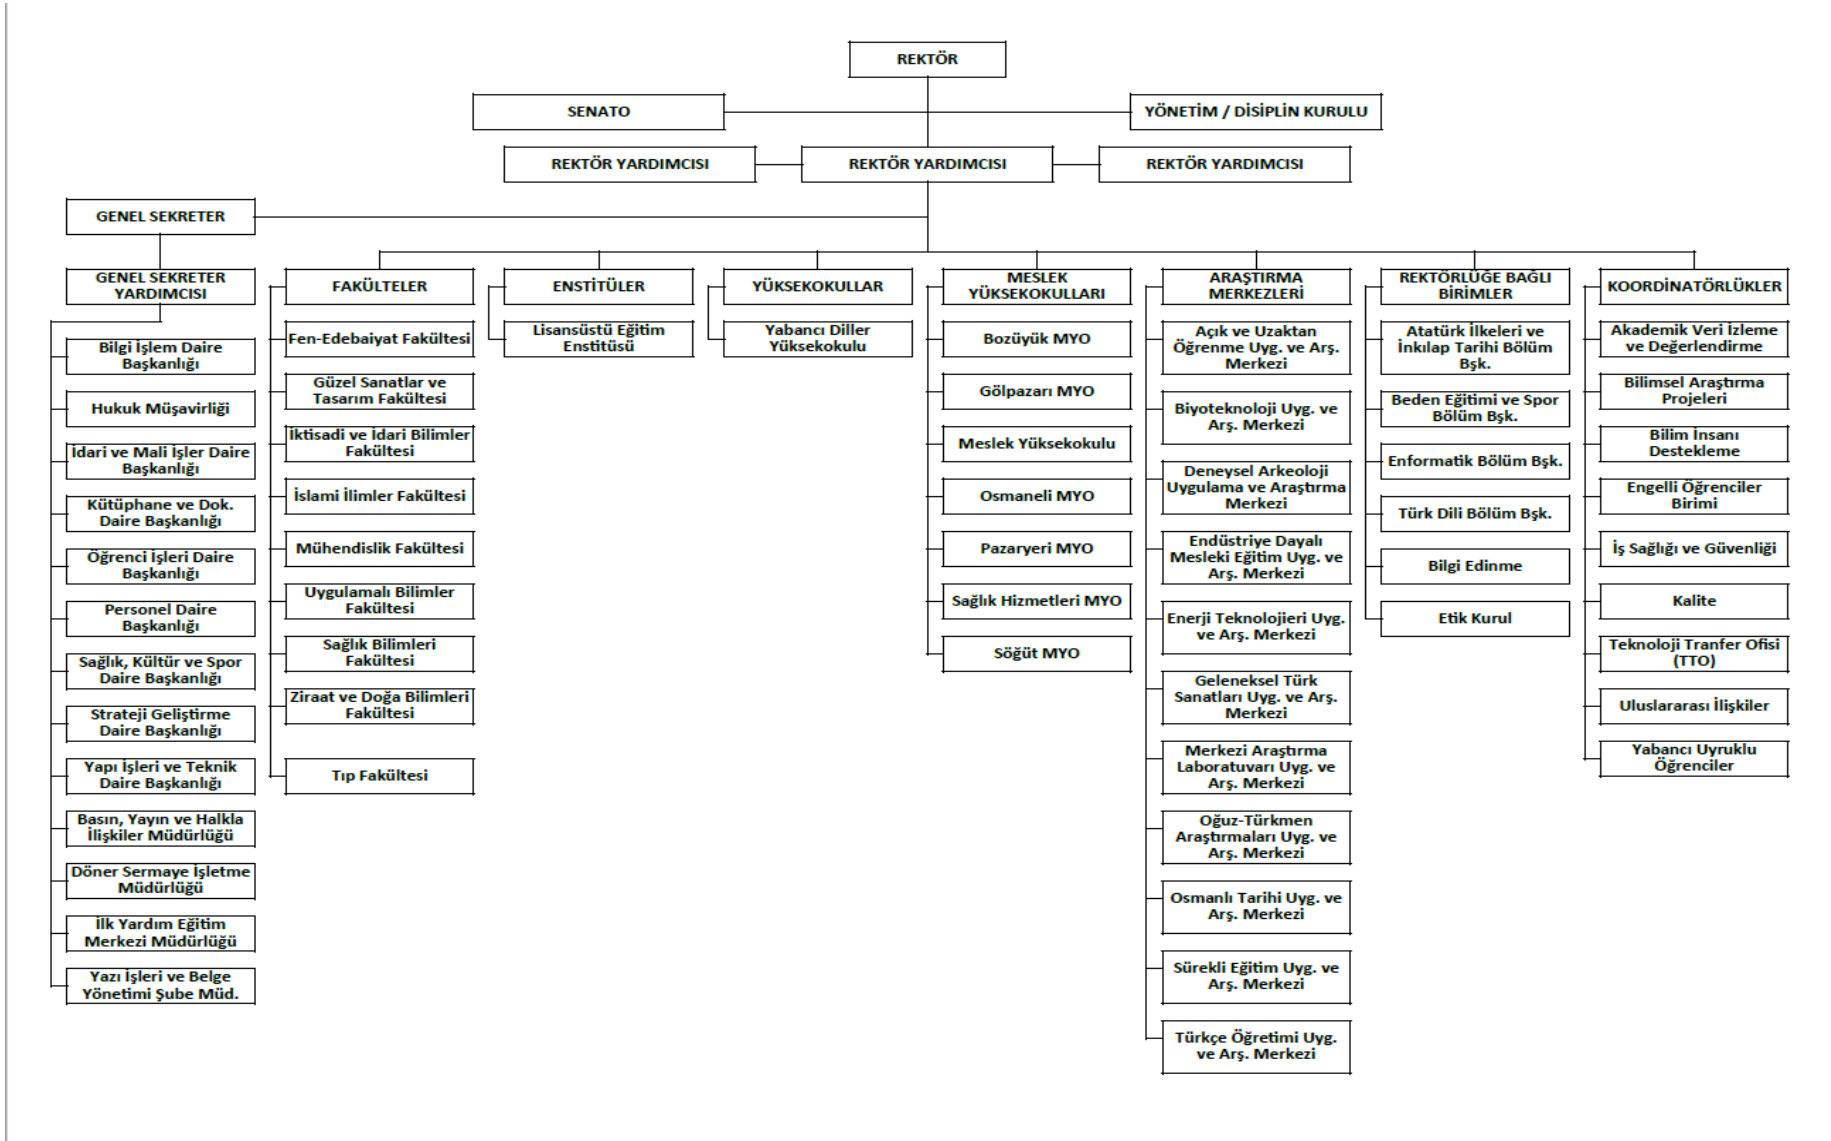 REKTÖR
SENATO
YÖNETİM / DİSİPLİN KURULU
REKTÖR YARDIMCISI
REKTÖR YARDIMCISI
REKTÖR YARDIMCISI
GENEL SEKRETER
GENEL SEKRETER
YARDIMCISI
Bilgi İşlem Daire
Başkanlığı
Hukuk Müşavirliği
İdari ve Mali İşler Daire
Başkanlığı
Kütüphane ve Dok.
Daire Başkanlığı
Öğrenci İşleri Daire
Başkanlığı
Personel Daire
Başkanlığı
Sağlık, Kültür ve Spor
Daire Başkanlığı
Strateji Geliştirme
Daire Başkanlığı
Yapı İşleri ve Teknik
Daire Başkanlığı
Basın, Yayın ve Halkla
İlişkiler Müdürlüğü
Döner Sermaye İşletme
Müdürlüğü
İlk Yardım Eğitim
Merkezi Müdürlüğü
Yazı İşleri ve Belge
Yönetimi Şube Müd.
FAKÜLTELER
Fen-Edebaiyat Fakültesi
Güzel Sanatlar ve
Tasarım Fakültesi
İktisadi ve İdari Bilimler
Fakültesi
İslami İlimler Fakültesi
Mühendislik Fakültesi
Uygulamalı Bilimler
Fakültesi
Sağlık Bilimleri
Fakültesi
Ziraat ve Doğa Bilimleri
Fakültesi
Tıp Fakültesi
ENSTİTÜLER
Lisansüstü Eğitim
Enstitüsü
YÜKSEKOKULLAR
Yabancı Diller
Yüksekokulu
MESLEK
YÜKSEKOKULLARI
Bozüyük MYO
Gölpazarı MYO
Meslek Yüksekokulu
Osmaneli MYO
Pazaryeri MYO
Sağlık Hizmetleri MYO
Söğüt MYO
ARAŞTIRMA
MERKEZLERİ
Açık ve Uzaktan
Öğrenme Uyg. ve Arş.
Merkezi
Biyoteknoloji Uyg. ve
Arş. Merkezi
Deneysel Arkeoloji
Uygulama ve Araştırma
Merkezi
Endüstriye Dayalı
Mesleki Eğitim Uyg. ve
Arş. Merkezi
Enerji Teknolojieri Uyg.
ve Arş. Merkezi
Geleneksel Türk
Sanatları Uyg. ve Arş.
Merkezi
Merkezi Araştırma
Laboratuvarı Uyg. ve
Arş. Merkezi
Oğuz-Türkmen
Araştırmaları Uyg. ve
Arş. Merkezi
Osmanlı Tarihi Uyg. ve
Arş. Merkezi
Sürekli Eğitim Uyg. ve
Arş. Merkezi
Türkçe Öğretimi Uyg.
ve Arş. Merkezi
REKTÖRLÜĞE BAĞLI
BİRİMLER
Atatürk İlkeleri ve
İnkılap Tarihi Bölüm
Bşk.
Beden Eğitimi ve Spor
Bölüm Bşk.
Enformatik Bölüm Bşk.
Türk Dili Bölüm Bşk.
Bilgi Edinme
Etik Kurul
KOORDİNATÖRLÜKLER
Akademik Veri İzleme
ve Değerlendirme
Bilimsel Araştırma
Projeleri
Bilim İnsanı
Destekleme
Engelli Öğrenciler
Birimi
İş Sağlığı ve Güvenliği
Kalite
Teknoloji Tranfer Ofisi
(TTO)
Uluslararası İlişkiler
Yabancı Uyruklu
Öğrenciler